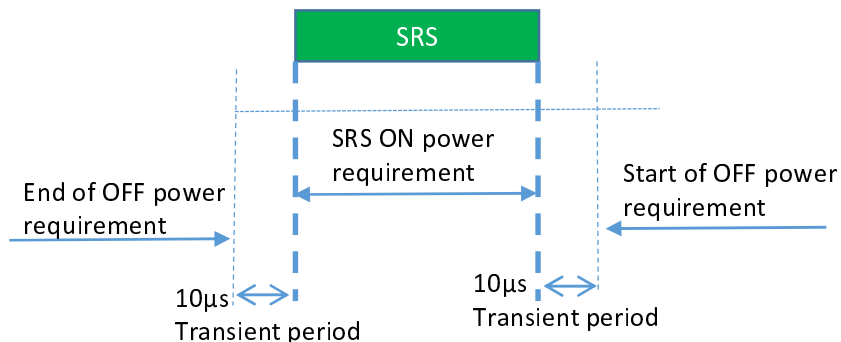 SRS
SRS ON power
requirement
End of OFF power
requirement
Start of OFF power
requirement
10µs
Transient period
10µs
Transient period